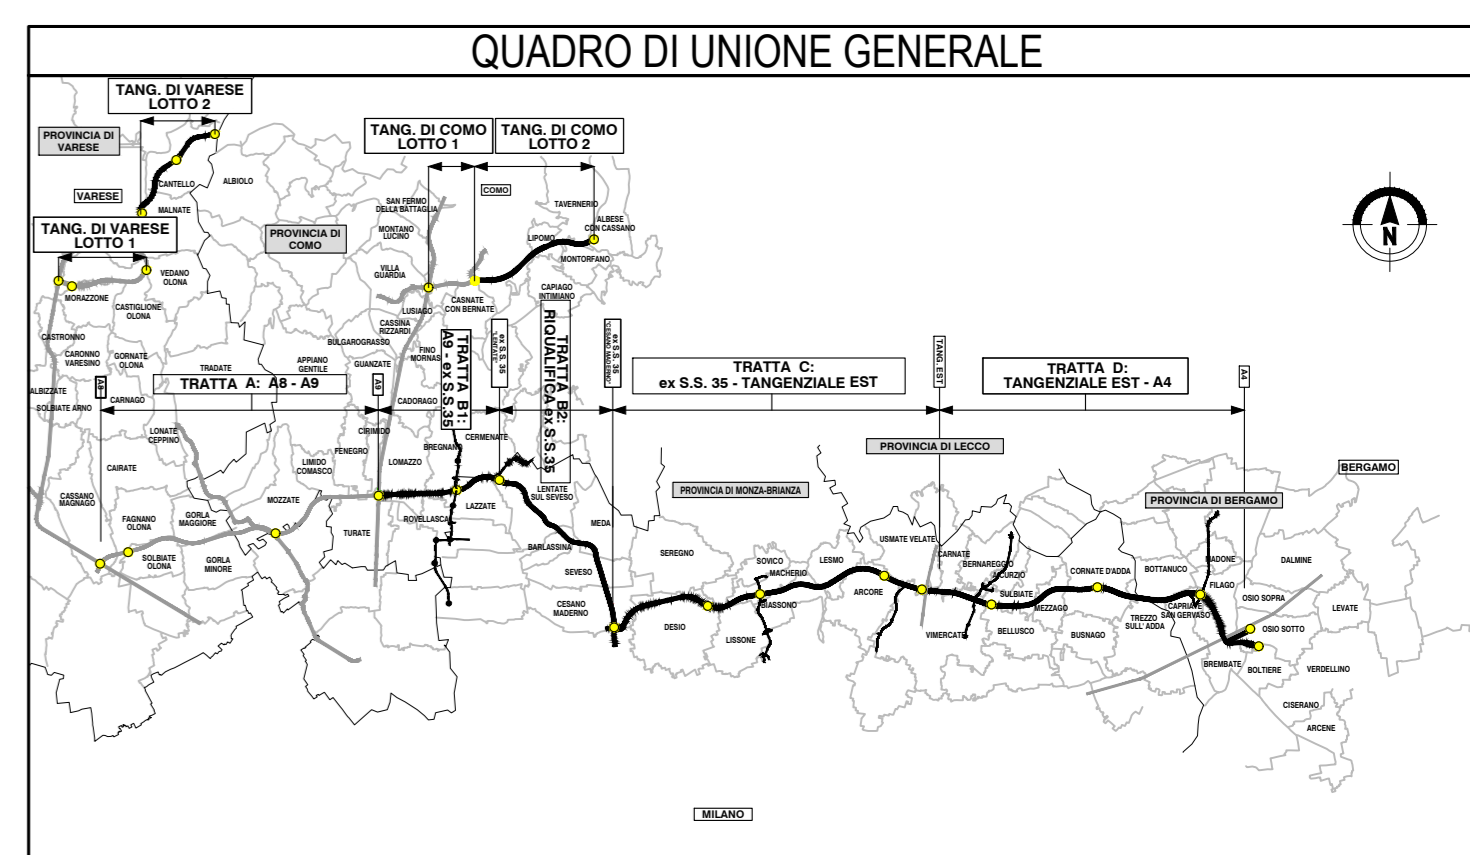 QUADRO DI UNIONE GENERALE
TANG. DI VARESE
LOTTO 2
PROVINCIA DI
VARESE
VARESE
CANTELLO
ALBIOLO
MALNATE
TANG. DI VARESE
LOTTO 1
PROVINCIA DI
COMO
TANG. DI COMO
LOTTO 1
TANG. DI COMO
LOTTO 2
COMO
SAN FERMO
DELLA BATTAGLIA
MONTANO
LUCINO
TAVERNERIO
ALBESE
CON CASSANO
LIPOMO
MONTORFANO
N
VEDANO
OLONA
MORAZZONE
CASTIGLIONE
OLONA
VILLA
GUARDIA
LUSIAGO
CASNATE
CON BERNATE
CAPIAGO
INTIMIANO
CASSINA
RIZZARDI
BULGAROGRASSO
FINO
MORNAS
CASTRONNO
CARONNO
VARESINO
GORNATE
OLONA
TRADATE
APPIANO
GENTILE
GUANZATE
ALBIZZATE
SOLBIATE ARNO
A8
CARNAGO
TRATTA A: A8 - A9
A9
CADORAGO
TRATTA B1:
A9 - ex S.S.35
ex S.S. 35
"LENTATE"
TRATTA B2:
RIQUALIFICA ex S.S.35
ex S.S. 35
"CESANO MADERNO"
TRATTA C:
ex S.S. 35 - TANGENZIALE EST
TANG. EST
TRATTA D:
TANGENZIALE EST - A4
A4
LONATE
CEPPINO
CIRIMIDO
FENEGRO
CERMENATE
BREGNANO
LOMAZZO
LIMIDO
COMASCO
CAIRATE
CASSANO
MAGNAGO
MOZZATE
GORLA
MAGGIORE
FAGNANO
OLONA
SOLBIATE
OLONA
GORLA
MINORE
TURATE
ROVELLASCA
LAZZATE
LENTATE
SUL SEVESO
MEDA
BARLASSINA
SEVESO
CESANO
MADERNO
PROVINCIA DI LECCO
PROVINCIA DI MONZA-BRIANZA
PROVINCIA DI BERGAMO
BERGAMO
SEREGNO
DESIO
LISSONE
SOVICO
MACHERIO
BIASSONO
LESMO
ARCORE
USMATE VELATE
CARNATE
BERNAREGGIO
SULBIATE
MEZZAGO
BELLUSCO
VIMERCATE
CORNATE D'ADDA
BUSNAGO
TREZZO
SULL' ADDA
BOTTANUCO
CAPRIATE
SAN GERVASO
MADONE
FILAGO
DALMINE
OSIO SOPRA
LEVATE
OSIO SOTTO
BREMBATE
BOLTIERE
VERDELLINO
CISERANO
ARCENE
MILANO